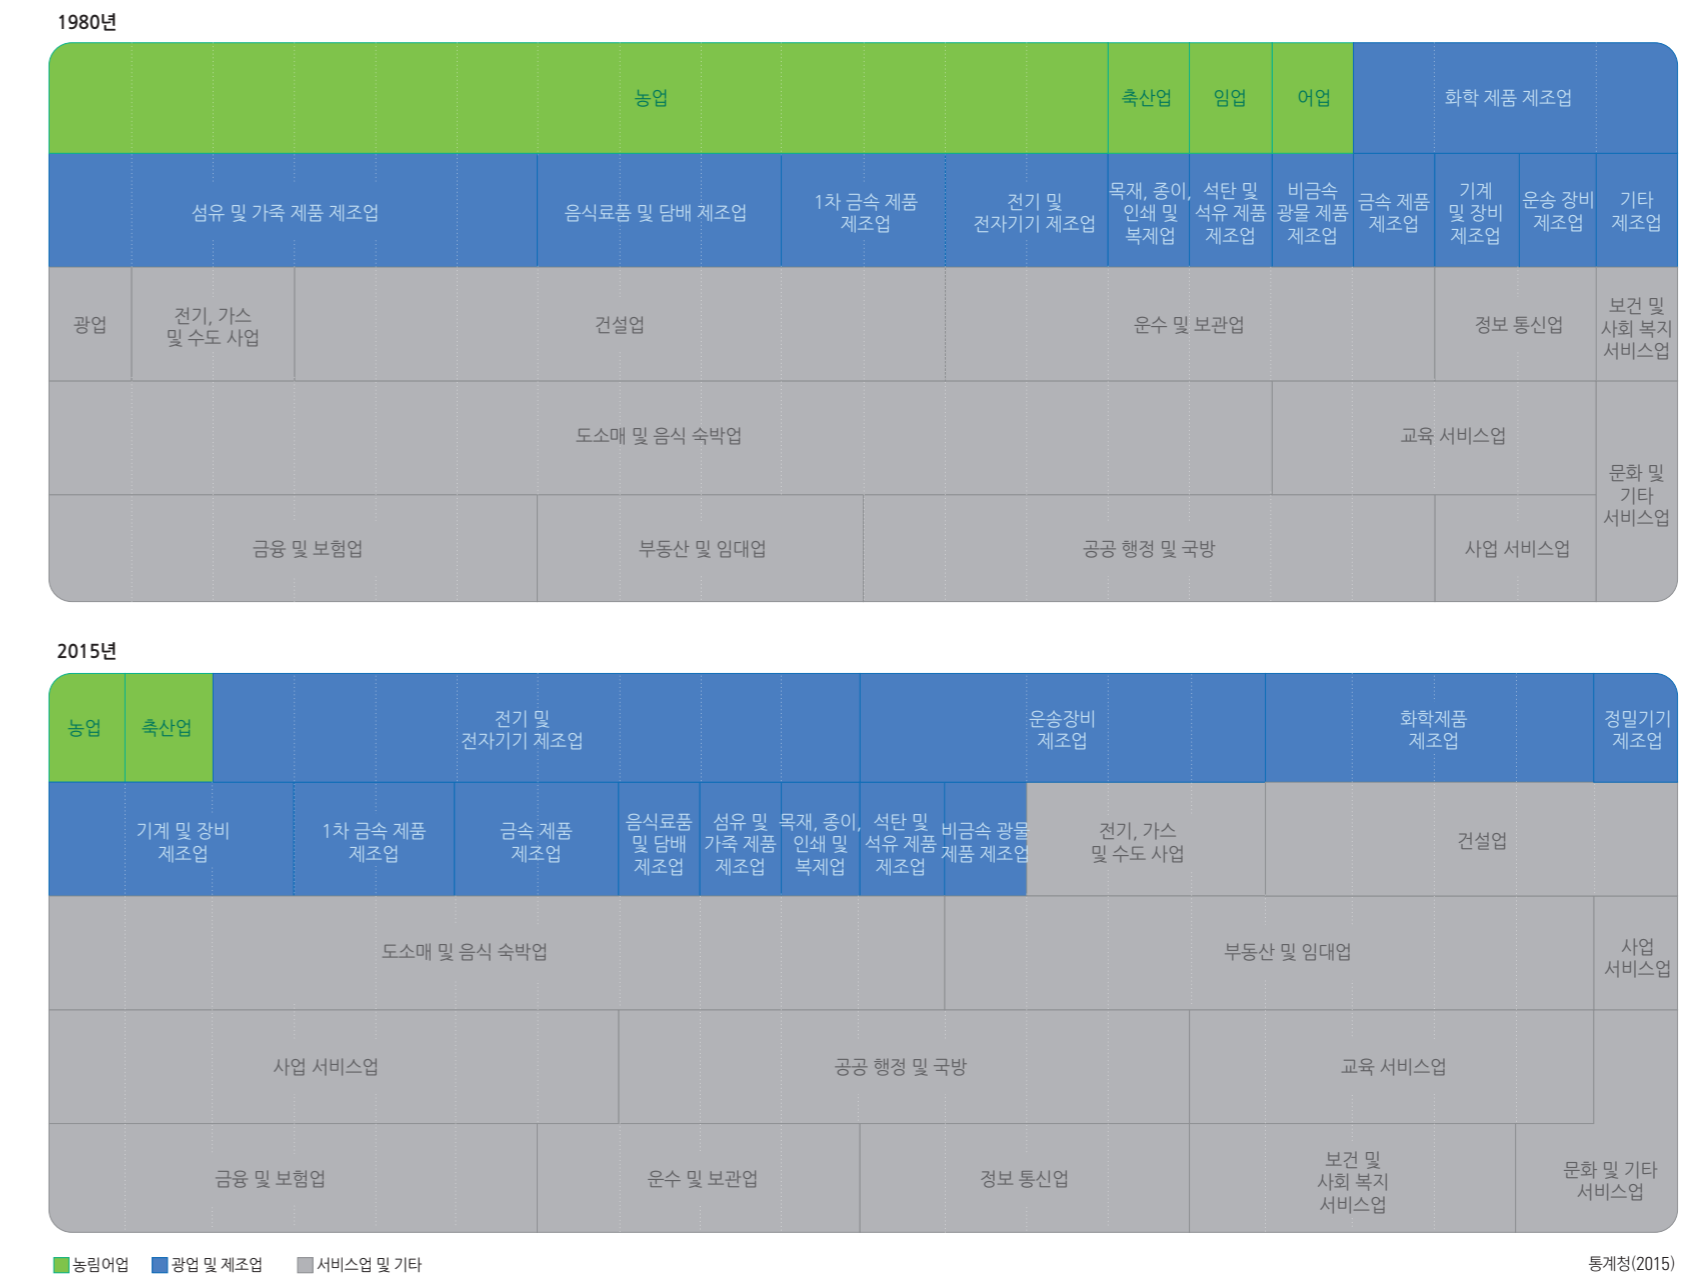 1980년
농업
축산업
임업
어업
화학 제품 제조업
섬유 및 가죽 제품 제조업
음식료품 및 담배 제조업
1차 금속 제품
제조업
전기 및
전자기기 제조업
목재, 종이,
인쇄 및
복제업
석탄 및
석유 제품
제조업
비금속
광물 제품
제조업
금속 제품
제조업
기계
및 장비
제조업
운송 장비
제조업
기타
제조업
광업
전기, 가스
및 수도 사업
건설업
운수 및 보관업
정보 통신업
보건 및
사회 복지
서비스업
도소매 및 음식 숙박업
교육 서비스업
문화 및
기타
서비스업
금융 및 보험업
부동산 및 임대업
공공 행정 및 국방
사업 서비스업
2015년
농업
축산업
전기 및
전자기기 제조업
운송장비
제조업
화학제품
제조업
정밀기기
제조업
기계 및 장비
제조업
1차 금속 제품
제조업
금속 제품
제조업
음식료품
및 담배
제조업
섬유 및
가죽 제품
제조업
목재, 종이,
인쇄 및
복제업
석탄 및
석유 제품
제조업
비금속 광물
제품 제조업
전기, 가스
및 수도 사업
건설업
도소매 및 음식 숙박업
부동산 및 임대업
사업
서비스업
사업 서비스업
공공 행정 및 국방
교육 서비스업
금융 및 보험업
운수 및 보관업
정보 통신업
보건 및
사회 복지
서비스업
문화 및 기타
서비스업
농림어업
광업 및 제조업
서비스업 및 기타
통계청(2015)